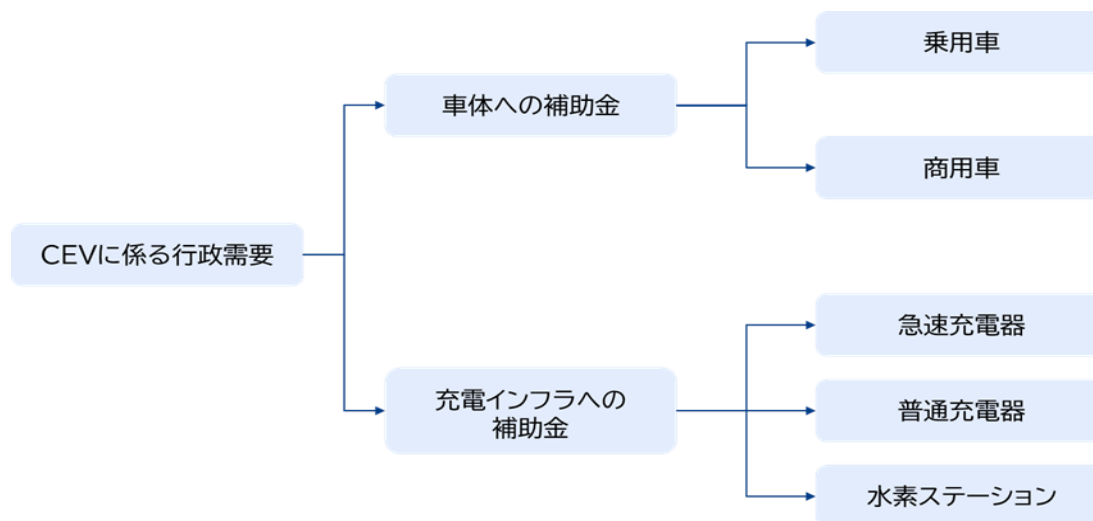 CEVに係る行政需要
車体への補助金
乗用車
商用車
充電インフラへの
補助金
急速充電器
普通充電器
水素ステーション